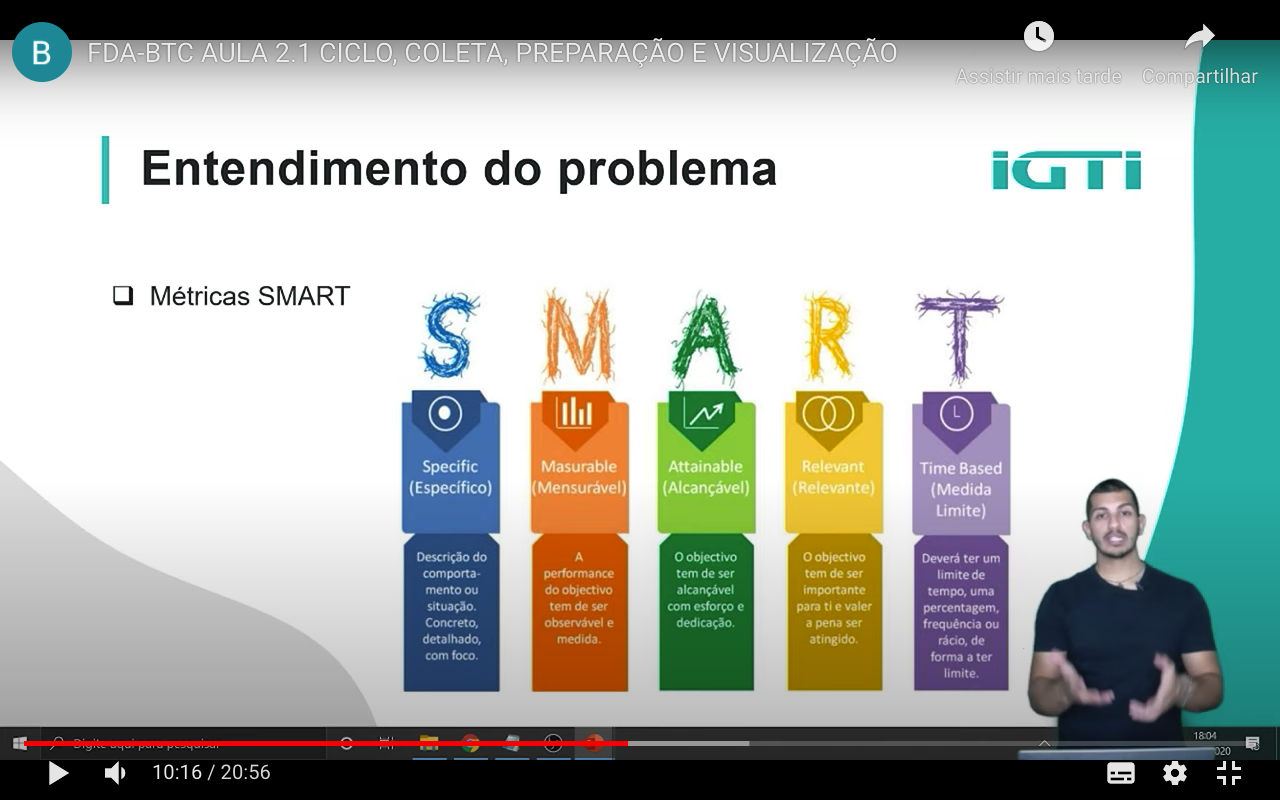 B
FDA-BTC AULA 2.1 CICLO, COLETA, PREPARAÇÃO E VISUALIZAÇÃO
Assistir mais tarde
Compartilhar
Entendimento do problema
iGTi
Métricas SMART
S M A R T
Specific
(Específico)
Masurable
(Mensurável)
Attainable
(Alcançável)
Relevant
(Relevante)
Time Based
(Medida
Limite)
Descrição do
comporta-
mento ou
situação.
Concreto,
detalhado,
com foco.
A
performance
do objectivo
tem de ser
observável e
medida.
O objectivo
tem de ser
alcançável
com esforço e
dedicação.
O objectivo
tem de ser
importante
para ti e valer
a pena ser
atingido.
Deverá ter um
limite de
tempo, uma
percentagem,
frequência ou
rácio, de
forma a ter
limite.
Digite aqui para pesquisar
18:04
020
10:16 / 20:56